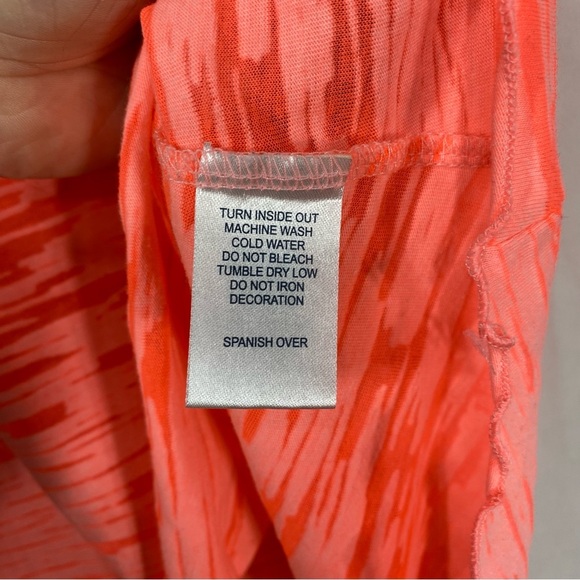 TURN INSIDE OUT
MACHINE WASH
COLD WATER
DO NOT BLEACH
TUMBLE DRY LOW
DO NOT IRON
DECORATION
SPANISH OVER